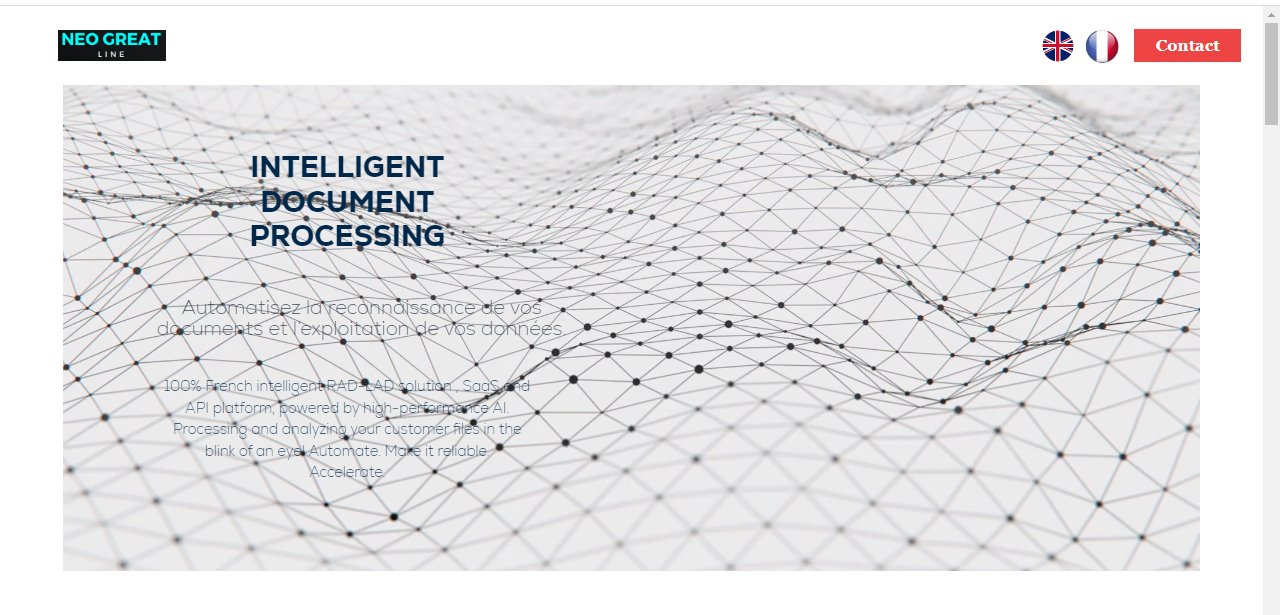 NEO GREAT
LINE
Contact
INTELLIGENT
DOCUMENT
PROCESSING
Automatisez la reconnaissance de vos
documents et l'exploitation de vos données.
100% French intelligent RAD-LAD solution , SaaS and
API platform, powered by high-performance AI.
Processing and analyzing your customer files in the
blink of an eye! Automate. Make it reliable.
Accelerate.